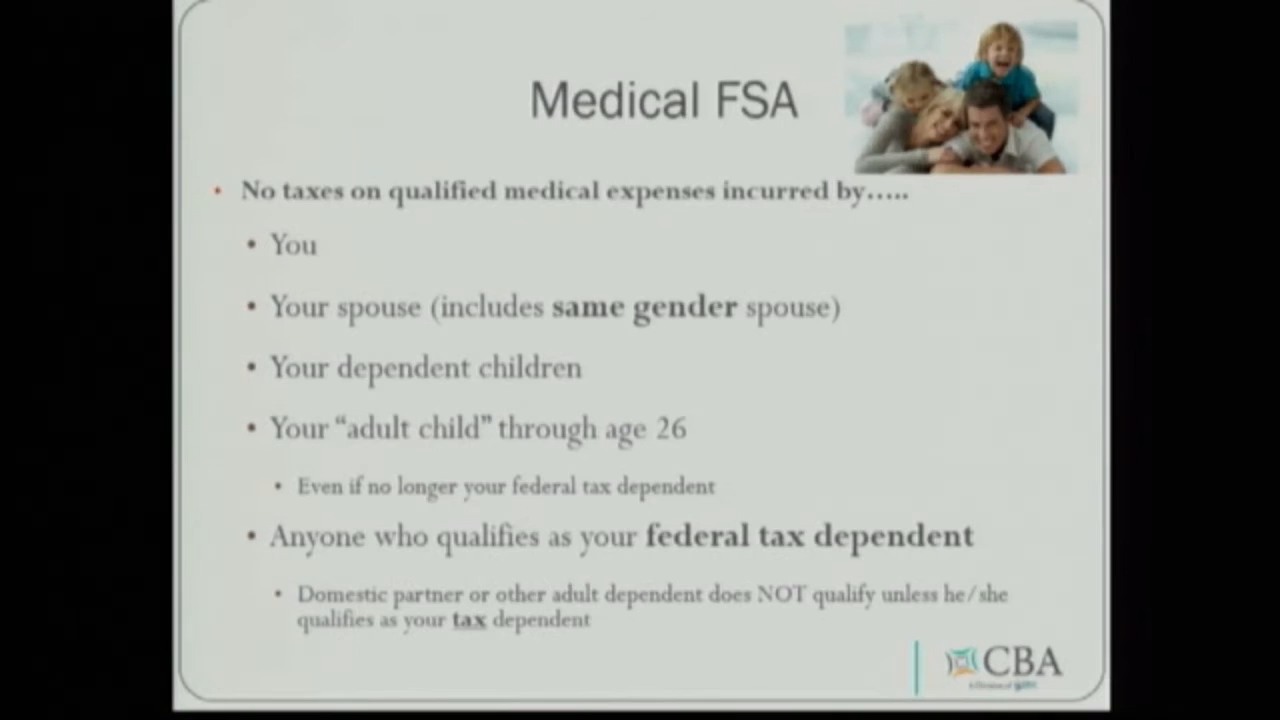 Medical FSA
• No taxes on qualified medical expenses incurred by…..
• You
• Your spouse (includes same gender spouse)
• Your dependent children
• Your “adult child” through age 26
• Even if no longer your federal tax dependent
• Anyone who qualifies as your federal tax dependent
• Domestic partner or other adult dependent does NOT qualify unless he/she
qualifies as your tax dependent
CBA